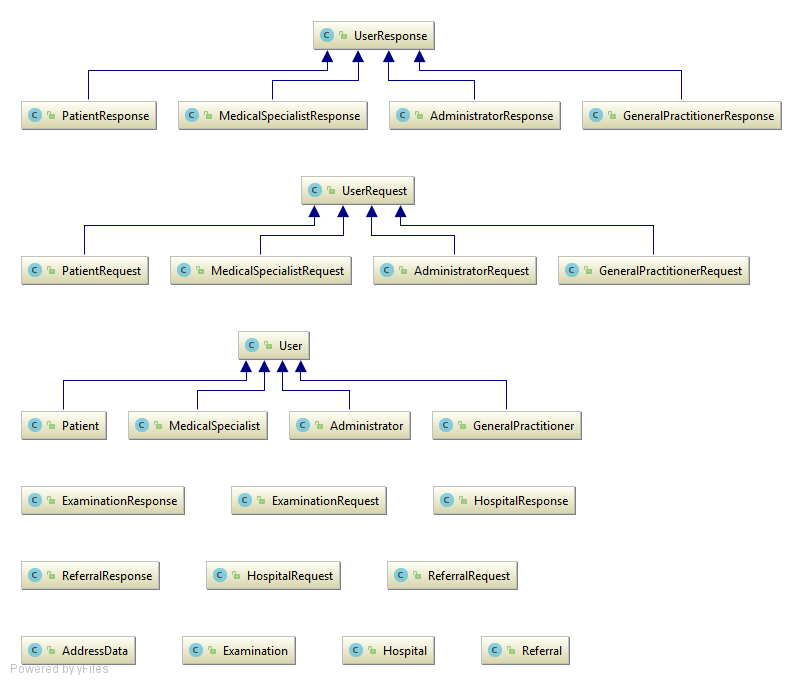 UserResponse
PatientResponse MedicalSpecialistResponse AdministratorResponse GeneralPractitionerResponse
UserRequest
PatientRequest MedicalSpecialistRequest AdministratorRequest GeneralPractitionerRequest
User
Patient MedicalSpecialist Administrator GeneralPractitioner
ExaminationResponse ExaminationRequest HospitalResponse
ReferralResponse HospitalRequest ReferralRequest
AddressData Examination Hospital Referral
Powered by yFiles